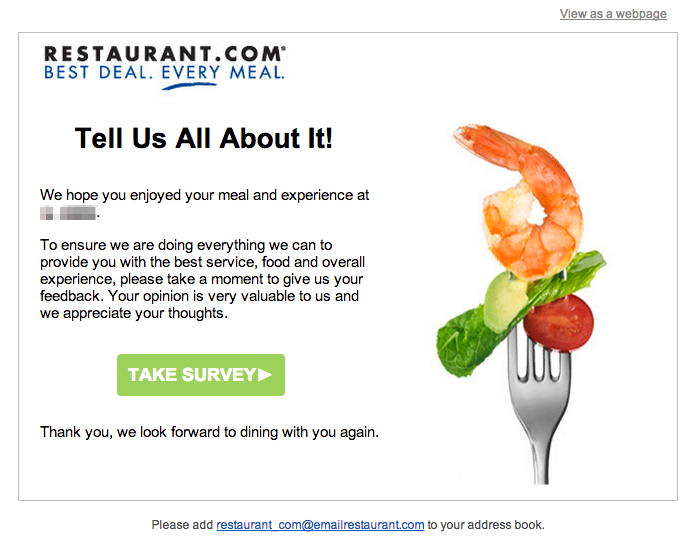 View as a webpage
RESTAURANT.COM®
BEST DEAL. EVERY MEAL.
Tell Us All About It!
We hope you enjoyed your meal and experience at
.
To ensure we are doing everything we can to
provide you with the best service, food and overall
experience, please take a moment to give us your
feedback. Your opinion is very valuable to us and
we appreciate your thoughts.
TAKE SURVEY►
Thank you, we look forward to dining with you again.
Please add restaurant_com@emailrestaurant.com to your address book.